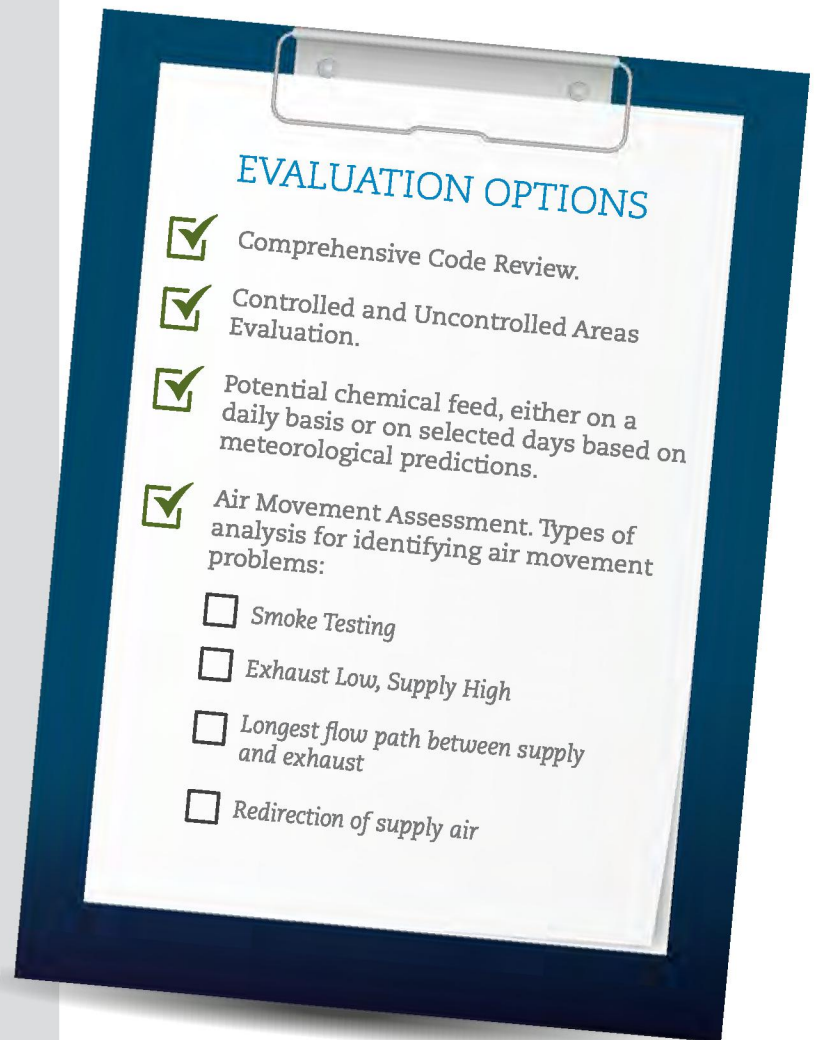 EVALUATION OPTIONS
Comprehensive Code Review.
Controlled and Uncontrolled Areas
Evaluation.
Potential chemical feed, either on a
daily basis or on selected days based on
meteorological predictions.
Air Movement Assessment. Types of
analysis for identifying air movement
problems:
Smoke Testing
Exhaust Low, Supply High
Longest flow path between supply
and exhaust
Redirection of supply air